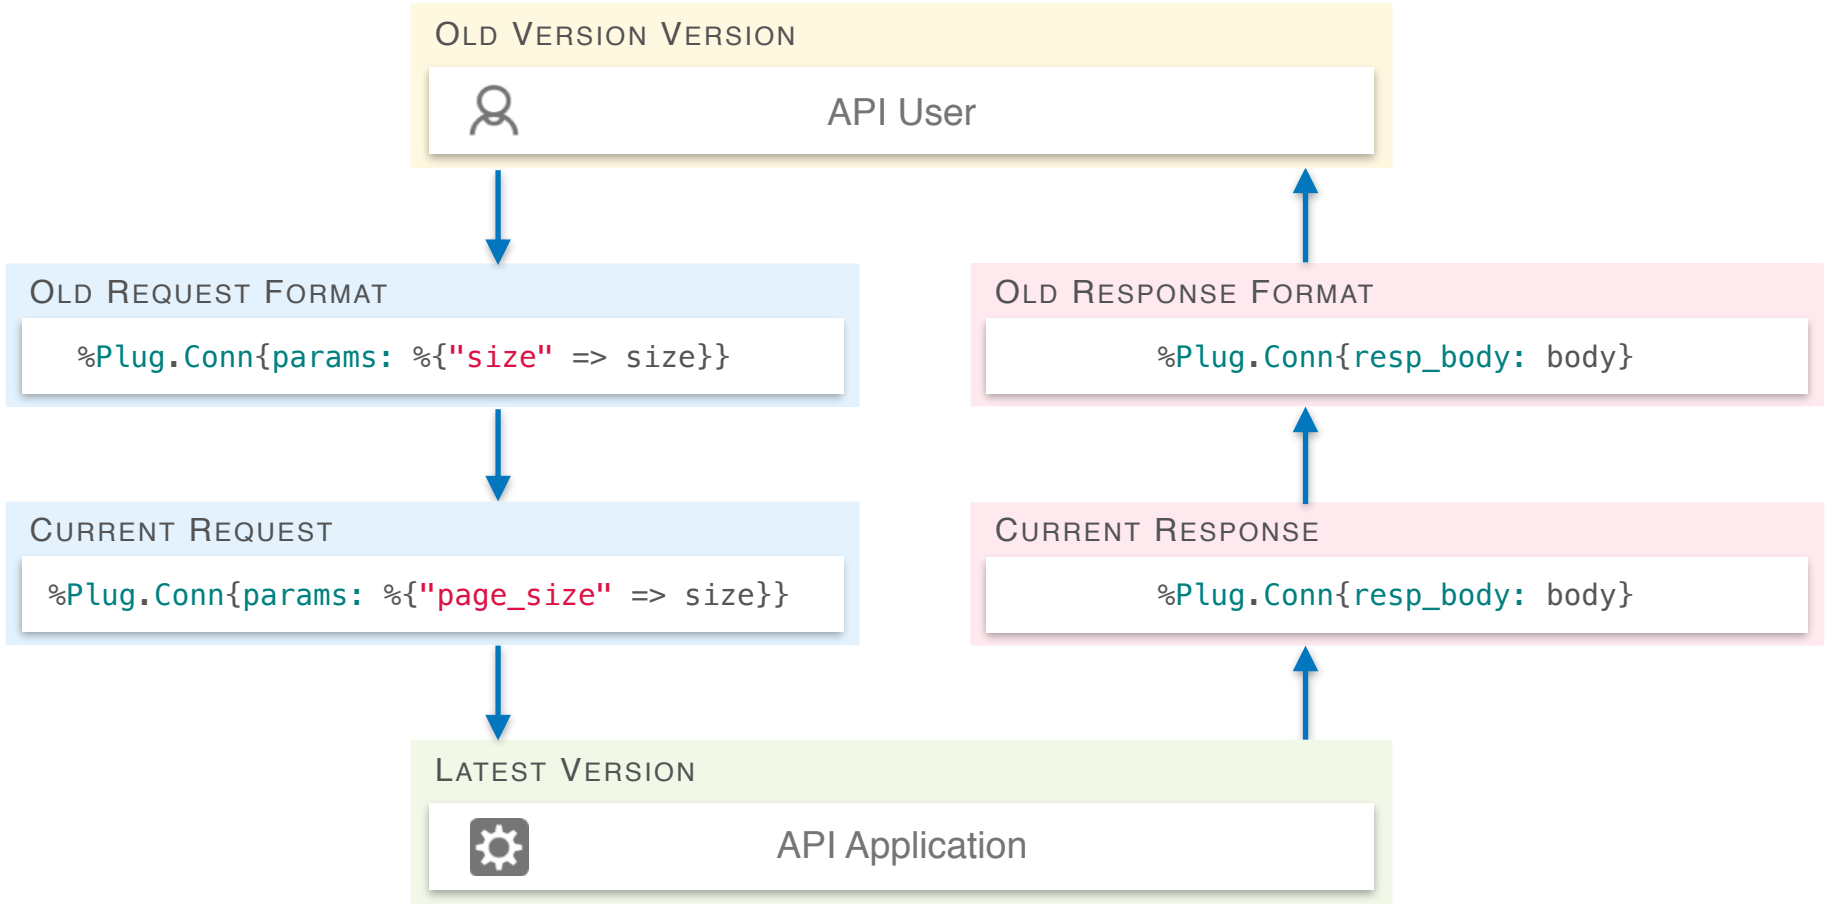 OLD VERSION VERSION
API User
OLD REQUEST FORMAT
%Plug.Conn{params: %{"size" => size}}
OLD RESPONSE FORMAT
%Plug.Conn{resp_body: body}
CURRENT REQUEST
%Plug.Conn{params: %{"page_size" => size}}
CURRENT RESPONSE
%Plug.Conn{resp_body: body}
LATEST VERSION
API Application